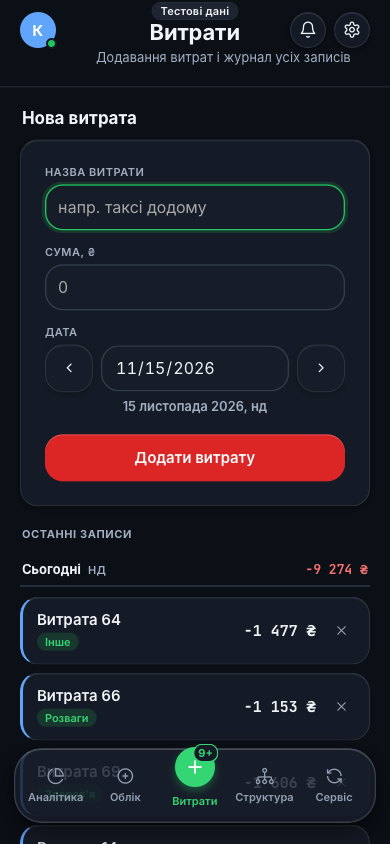 Тестові дані
К
Витрати
Додавання витрат і журнал усіх записів
Нова витрата
НАЗВА ВИТРАТИ
напр. таксі додому
СУМА, ₴
0
ДАТА
11/15/2026
15 листопада 2026, нд
Додати витрату
ОСТАННІ ЗАПИСИ
Сьогодні нд -9 274 ₴
Витрата 64
-1 477 ₴ ×
Інше
Витрата 66
-1 153 ₴ ×
Розваги
9+
Витрата
Аналітика Облік Витрати Структура Сервіс